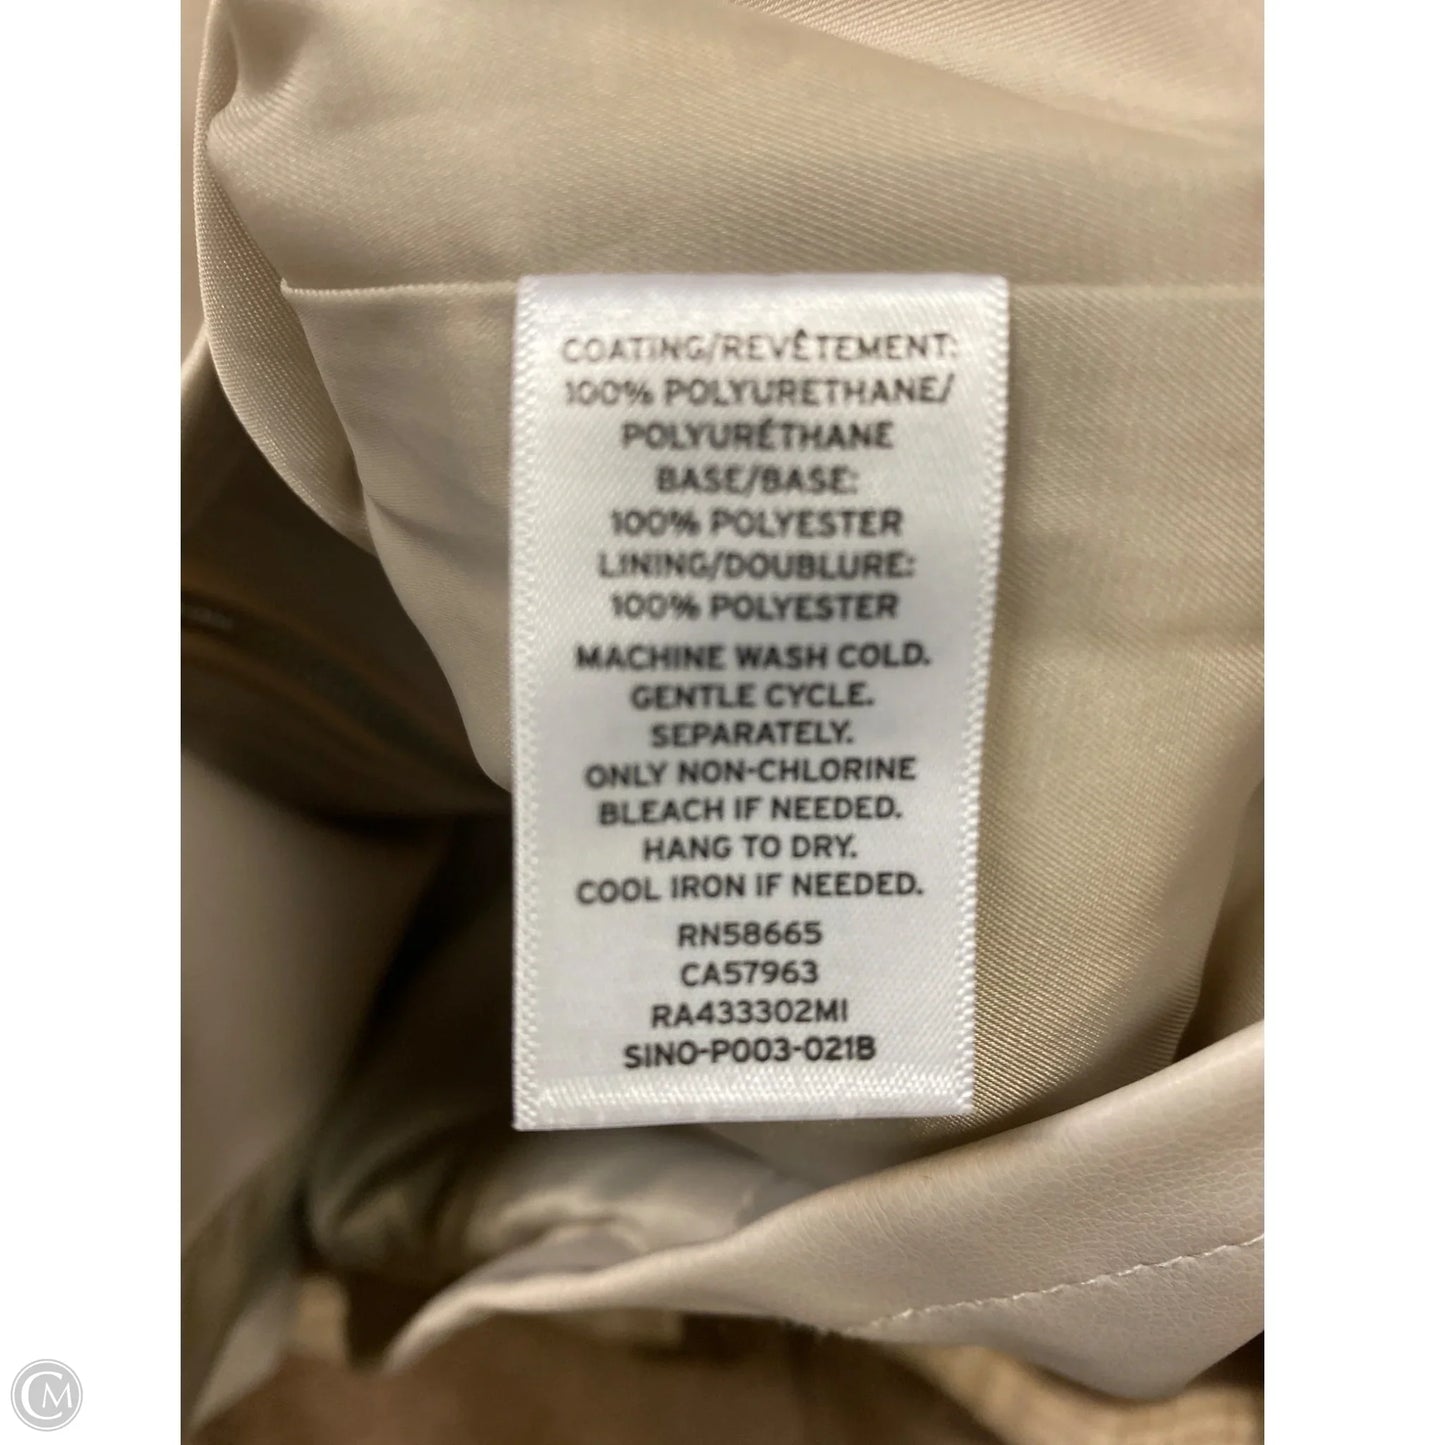 COATING/REVÊTEMENT:
100% POLYURETHANE/
POLYURÉTHANE
BASE/BASE:
100% POLYESTER
LINING/DOUBLURE:
100% POLYESTER
MACHINE WASH COLD.
GENTLE CYCLE.
SEPARATELY.
ONLY NON-CHLORINE
BLEACH IF NEEDED.
HANG TO DRY.
COOL IRON IF NEEDED.
RN58665
CA57963
RA433302MI
SINO-P003-021B
CM